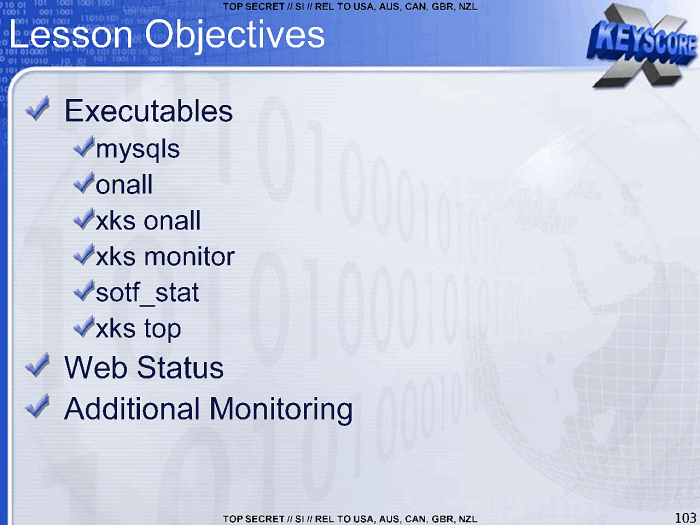 TOP SECRET // SI // REL TO USA, AUS, CAN, GBR, NZL
Lesson Objectives
X KEYSCORE
Executables
mysqls
onall
xks onall
xks monitor
sotf_stat
xks top
Web Status
Additional Monitoring
TOP SECRET // SI // REL TO USA, AUS, CAN, GBR, NZL
103